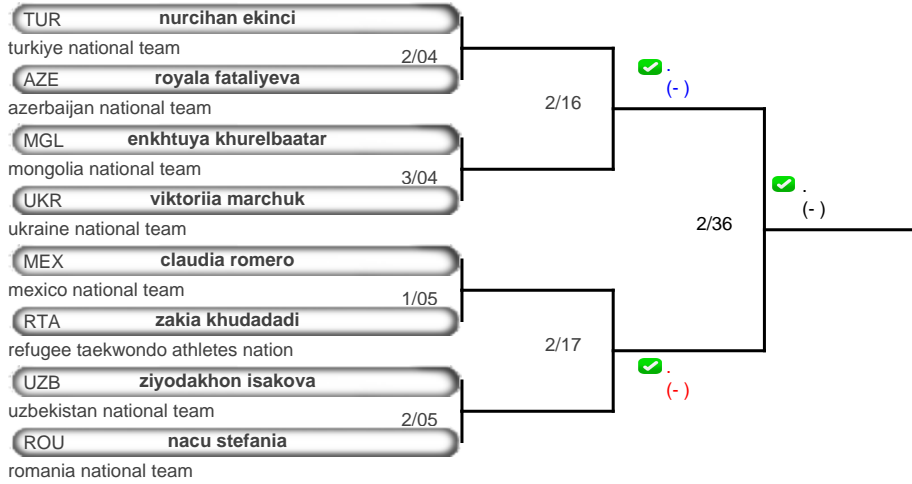 TUR nurcihan ekinci
turkiye national team
2/04
AZE royala fataliyeva
azerbaijan national team
2/16
.
(- )
MGL enkhtuya khurelbaatar
mongolia national team
3/04
UKR viktoriia marchuk
ukraine national team
2/36
.
(- )
MEX claudia romero
mexico national team
1/05
RTA zakia khudadadi
refugee taekwondo athletes nation
2/17
.
(- )
UZB ziyodakhon isakova
uzbekistan national team
2/05
ROU nacu stefania
romania national team